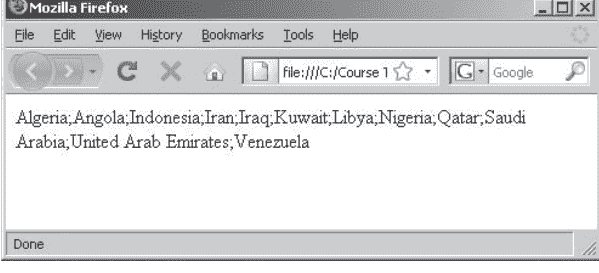 Mozilla Firefox
File Edit View History Bookmarks Tools Help
file:///C:/Course 1 G Google
Algeria;Angola;Indonesia;Iran;Iraq;Kuwait;Libya;Nigeria;Qatar;Saudi
Arabia;United Arab Emirates;Venezuela
Done